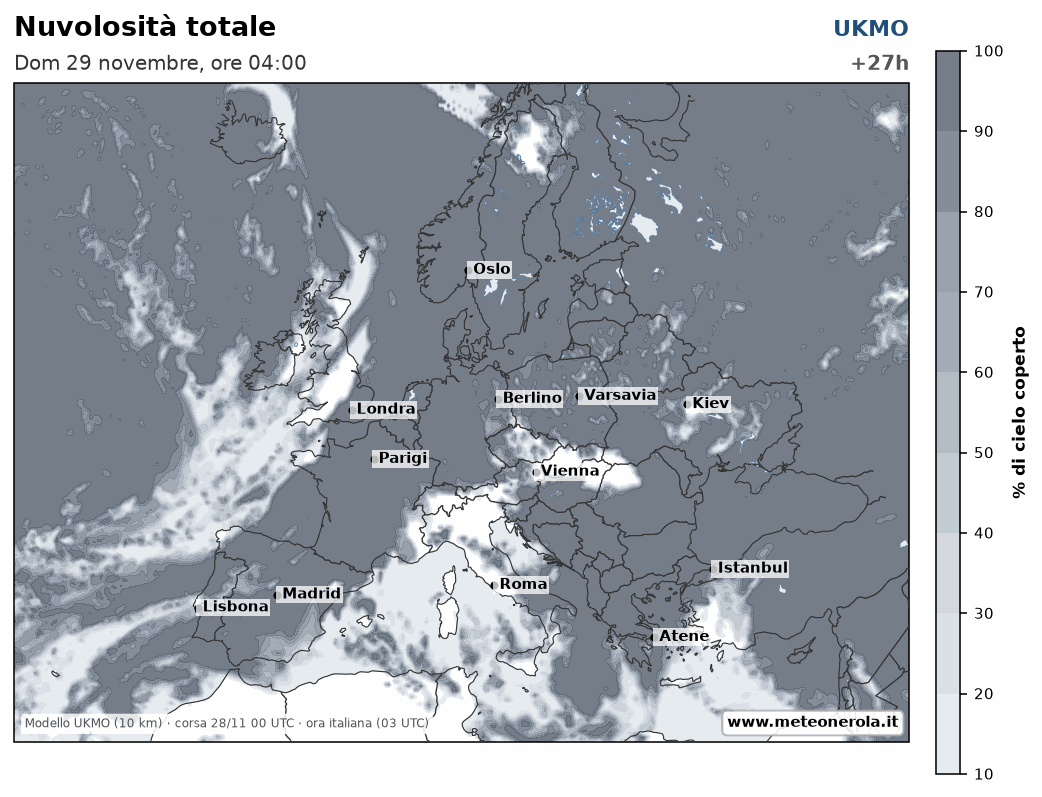 Nuvolosità totale
UKMO
Dom 29 novembre, ore 04:00
+27h
100
90
80
70
60
50
40
30
20
10
% di cielo coperto
Oslo
Londra
Berlino
Varsavia
Kiev
Parigi
Vienna
Istanbul
Roma
Madrid
Lisbona
Atene
Modello UKMO (10 km) · corsa 28/11 00 UTC · ora italiana (03 UTC)
www.meteonerola.it